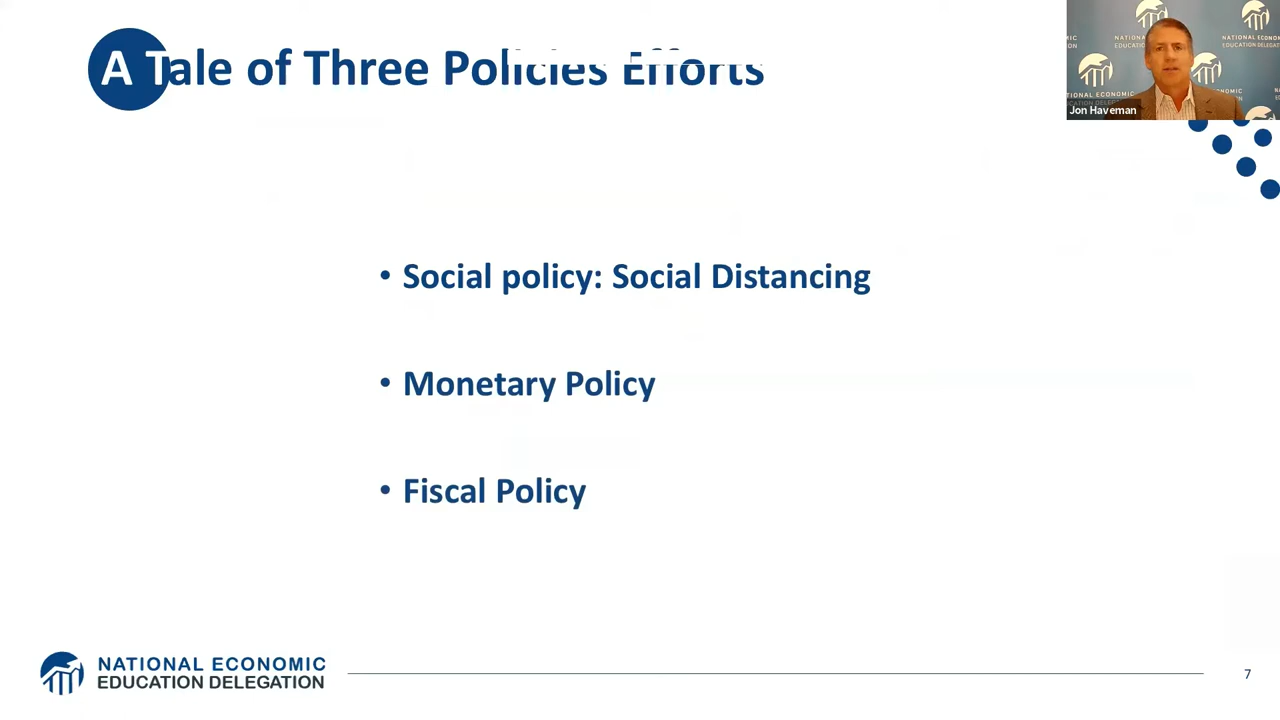 A Tale of Three Policies Efforts
Jon Haveman
• Social policy: Social Distancing
• Monetary Policy
• Fiscal Policy
NATIONAL ECONOMIC
EDUCATION DELEGATION
7